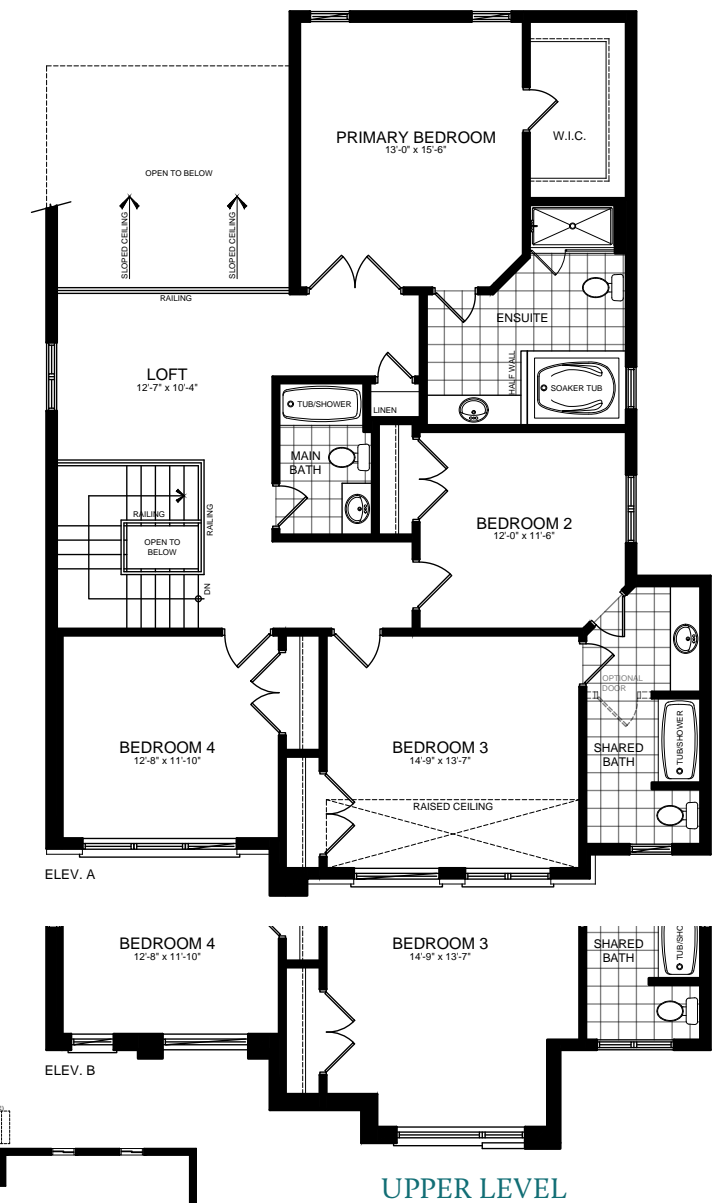 PRIMARY BEDROOM
13'-0" x 15'-6"
W.I.C.
OPEN TO BELOW
SLOPED CEILING
SLOPED CEILING
RAILING
ENSUITE
LOFT
12'-7" x 10'-4"
HALF WALL
SOAKER TUB
TUB/SHOWER
LINEN
MAIN
BATH
BEDROOM 2
12'-0" x 11'-6"
RAILING
RAILING
OPEN TO
BELOW
DN
OPTIONAL
DOOR
BEDROOM 4
12'-8" x 11'-10"
BEDROOM 3
14'-9" x 13'-7"
SHARED
BATH
TUB/SHOWER
RAISED CEILING
ELEV. A
BEDROOM 4
12'-8" x 11'-10"
BEDROOM 3
14'-9" x 13'-7"
SHARED
BATH
TUB/SHO
ELEV. B
UPPER LEVEL